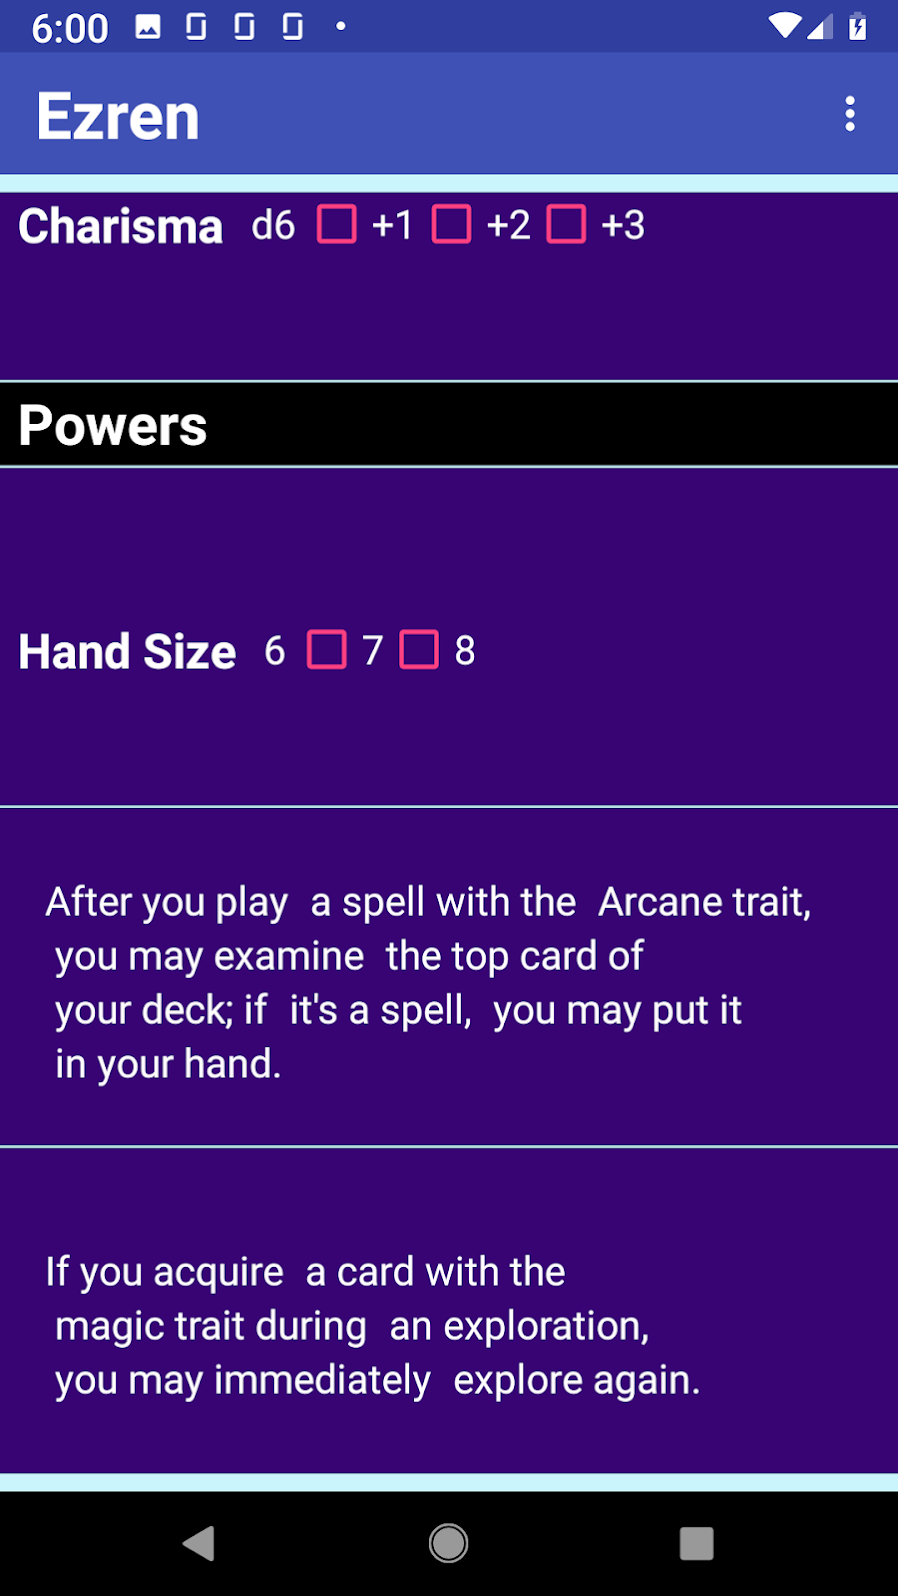 6:00
Ezren
Charisma d6 +1 +2 +3
Powers
Hand Size 6 7 8
After you play  a spell with the  Arcane trait,
you may examine  the top card of
your deck; if  it's a spell,  you may put it
in your hand.
If you acquire  a card with the
magic trait during  an exploration,
you may immediately  explore again.